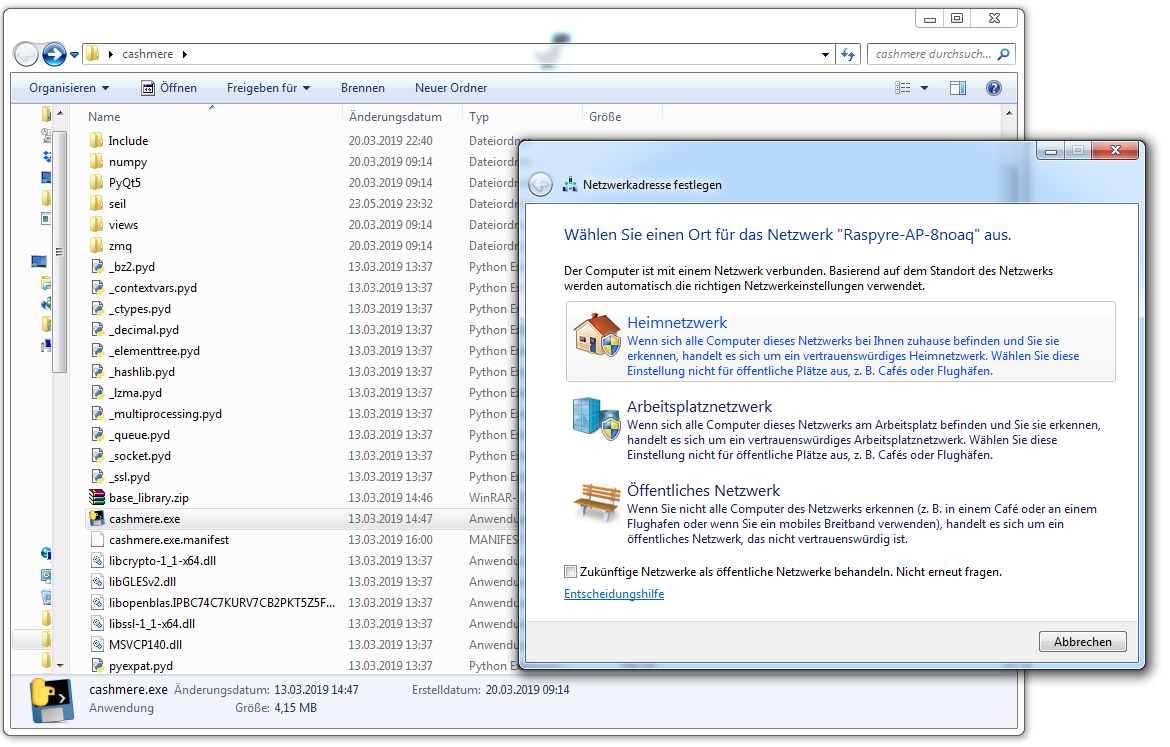 cashmere
cashmere durchsuch...
Organisieren Öffnen Freigeben für Brennen Neuer Ordner
Name Änderungsdatum Typ Größe
Include 20.03.2019 22:40 Dateiordn
numpy 20.03.2019 09:14 Dateiordn
PyQt5 20.03.2019 09:14 Dateiordn
seil 23.05.2019 23:32 Dateiordn
views 20.03.2019 09:14 Dateiordn
zmq 20.03.2019 09:14 Dateiordn
_bz2.pyd 13.03.2019 13:37 Python Ex
_contextvars.pyd 13.03.2019 13:37 Python Ex
_ctypes.pyd 13.03.2019 13:37 Python Ex
_decimal.pyd 13.03.2019 13:37 Python Ex
_elementtree.pyd 13.03.2019 13:37 Python Ex
_hashlib.pyd 13.03.2019 13:37 Python Ex
_lzma.pyd 13.03.2019 13:37 Python Ex
_multiprocessing.pyd 13.03.2019 13:37 Python Ex
_queue.pyd 13.03.2019 13:37 Python Ex
_socket.pyd 13.03.2019 13:37 Python Ex
_ssl.pyd 13.03.2019 13:37 Python Ex
base_library.zip 13.03.2019 14:46 WinRAR-
cashmere.exe 13.03.2019 14:47 Anwendu
cashmere.exe.manifest 13.03.2019 16:00 MANIFES
libcrypto-1_1-x64.dll 13.03.2019 13:37 Anwendu
libGLESv2.dll 13.03.2019 13:37 Anwendu
libopenblas.IPBC74C7KURV7CB2PKT5Z5F... 13.03.2019 13:37 Anwendu
libssl-1_1-x64.dll 13.03.2019 13:37 Anwendu
MSVCP140.dll 13.03.2019 13:37 Anwendu
pyexpat.pyd 13.03.2019 13:37 Python Ex
cashmere.exe Änderungsdatum: 13.03.2019 14:47 Erstelldatum: 20.03.2019 09:14
Anwendung Größe: 4,15 MB
Netzwerkadresse festlegen
Wählen Sie einen Ort für das Netzwerk "Raspyre-AP-8noaq" aus.
Der Computer ist mit einem Netzwerk verbunden. Basierend auf dem Standort des Netzwerks
werden automatisch die richtigen Netzwerkeinstellungen verwendet.
Heimnetzwerk
Wenn sich alle Computer dieses Netzwerks bei Ihnen zuhause befinden und Sie sie
erkennen, handelt es sich um ein vertrauenswürdiges Heimnetzwerk. Wählen Sie diese
Einstellung nicht für öffentliche Plätze aus, z. B. Cafés oder Flughäfen.
Arbeitsplatznetzwerk
Wenn sich alle Computer dieses Netzwerks am Arbeitsplatz befinden und Sie sie erkennen,
handelt es sich um ein vertrauenswürdiges Arbeitsplatznetzwerk. Wählen Sie diese
Einstellung nicht für öffentliche Plätze aus, z. B. Cafés oder Flughäfen.
Öffentliches Netzwerk
Wenn Sie nicht alle Computer des Netzwerks erkennen (z. B. in einem Café oder an einem
Flughafen oder wenn Sie ein mobiles Breitband verwenden), handelt es sich um ein
öffentliches Netzwerk, das nicht vertrauenswürdig ist.
Zukünftige Netzwerke als öffentliche Netzwerke behandeln. Nicht erneut fragen.
Entscheidungshilfe
Abbrechen